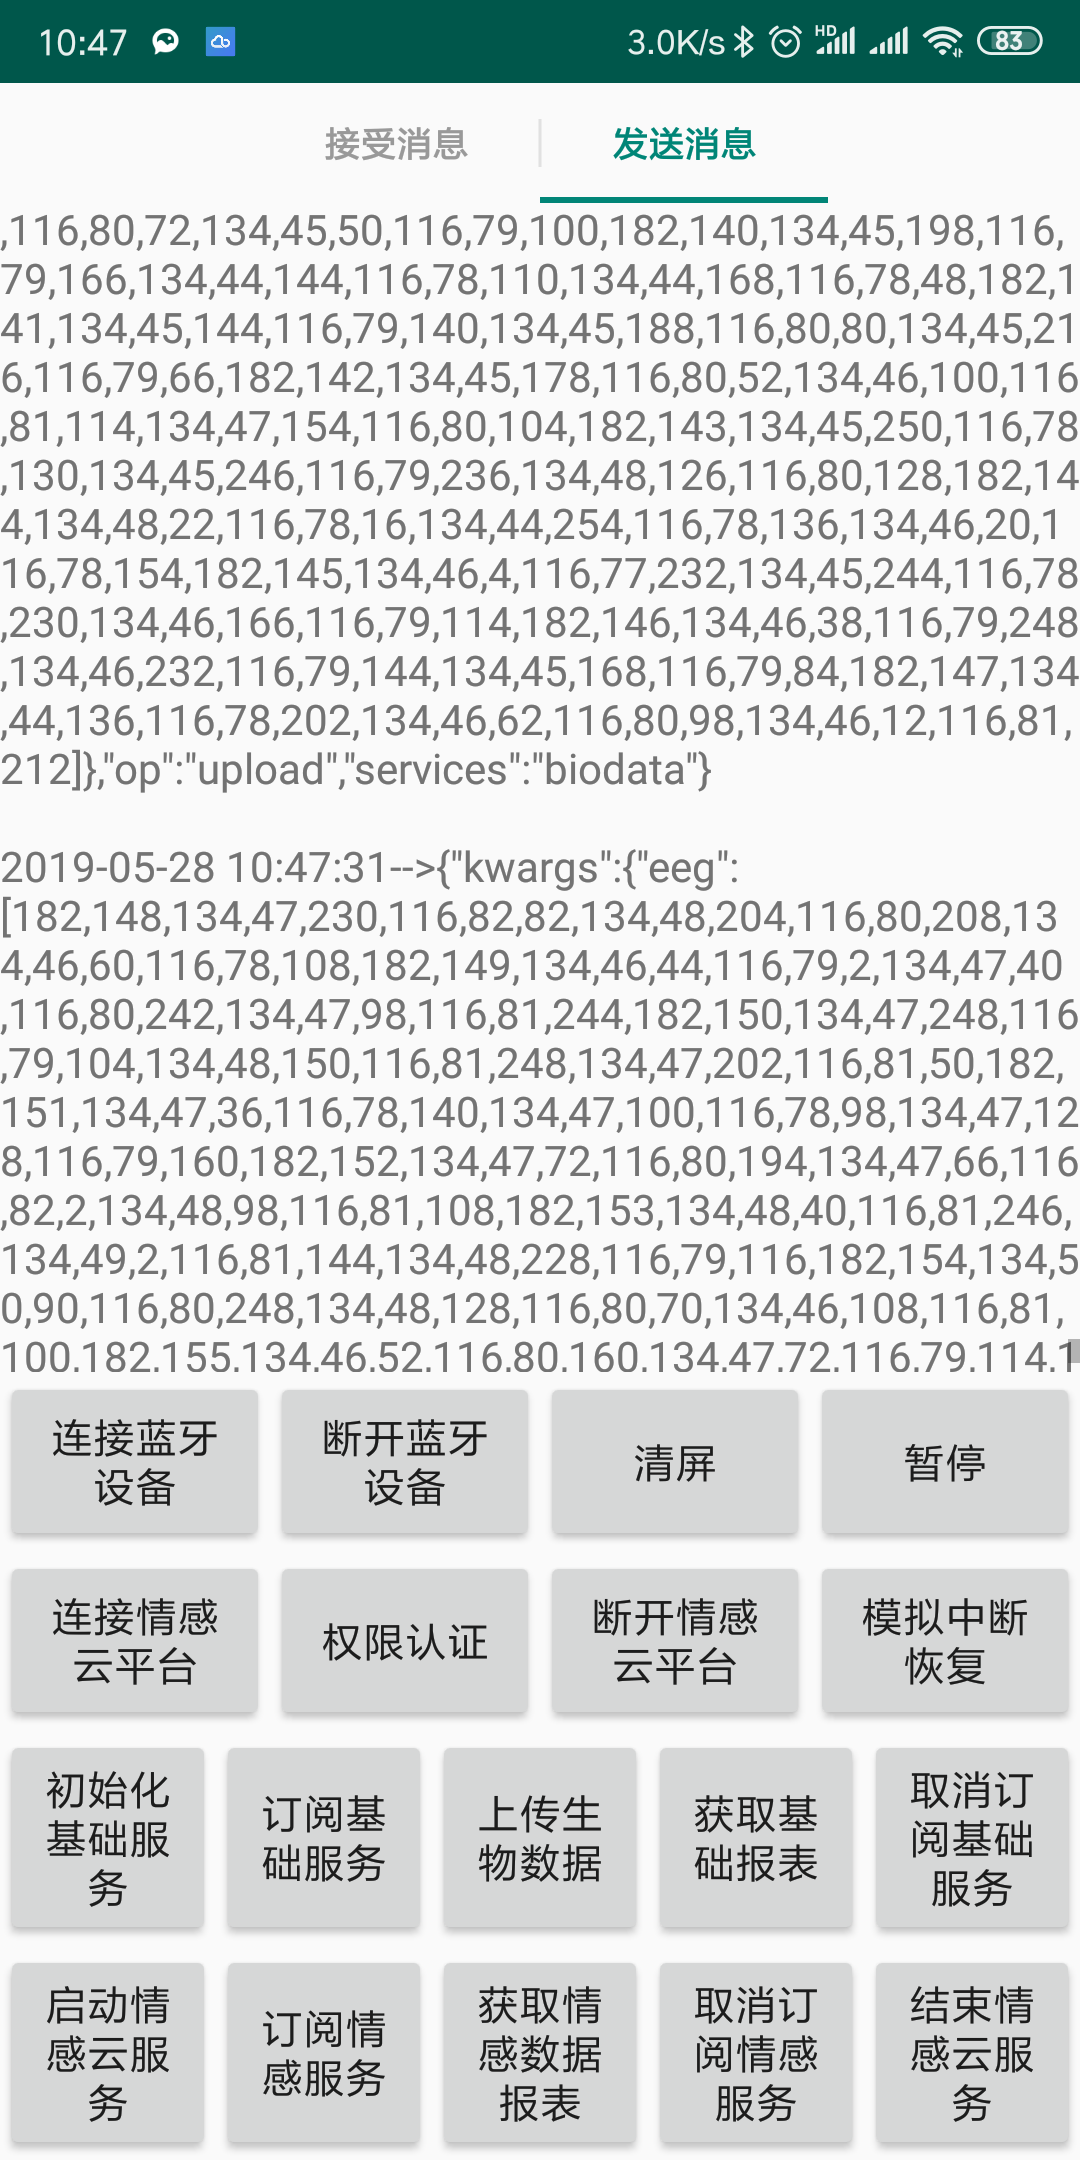 10:47
3.0K/s
HD
83
接受消息
发送消息
,116,80,72,134,45,50,116,79,100,182,140,134,45,198,116,
79,166,134,44,144,116,78,110,134,44,168,116,78,48,182,1
41,134,45,144,116,79,140,134,45,188,116,80,80,134,45,21
6,116,79,66,182,142,134,45,178,116,80,52,134,46,100,116
,81,114,134,47,154,116,80,104,182,143,134,45,250,116,78
,130,134,45,246,116,79,236,134,48,126,116,80,128,182,14
4,134,48,22,116,78,16,134,44,254,116,78,136,134,46,20,1
16,78,154,182,145,134,46,4,116,77,232,134,45,244,116,78
,230,134,46,166,116,79,114,182,146,134,46,38,116,79,248
,134,46,232,116,79,144,134,45,168,116,79,84,182,147,134
,44,136,116,78,202,134,46,62,116,80,98,134,46,12,116,81,
212]},"op":"upload","services":"biodata"}
2019-05-28 10:47:31-->{"kwargs":{"eeg":
[182,148,134,47,230,116,82,82,134,48,204,116,80,208,13
4,46,60,116,78,108,182,149,134,46,44,116,79,2,134,47,40
,116,80,242,134,47,98,116,81,244,182,150,134,47,248,116
,79,104,134,48,150,116,81,248,134,47,202,116,81,50,182,
151,134,47,36,116,78,140,134,47,100,116,78,98,134,47,12
8,116,79,160,182,152,134,47,72,116,80,194,134,47,66,116
,82,2,134,48,98,116,81,108,182,153,134,48,40,116,81,246,
134,49,2,116,81,144,134,48,228,116,79,116,182,154,134,5
0,90,116,80,248,134,48,128,116,80,70,134,46,108,116,81,
100,182,155,134,46,52,116,80,160,134,47,72,116,79,114,1
连接蓝牙
设备
断开蓝牙
设备
清屏
暂停
连接情感
云平台
权限认证
断开情感
云平台
模拟中断
恢复
初始化
基础服
务
订阅基
础服务
上传生
物数据
获取基
础报表
取消订
阅基础
服务
启动情
感云服
务
订阅情
感服务
获取情
感数据
报表
取消订
阅情感
服务
结束情
感云服
务